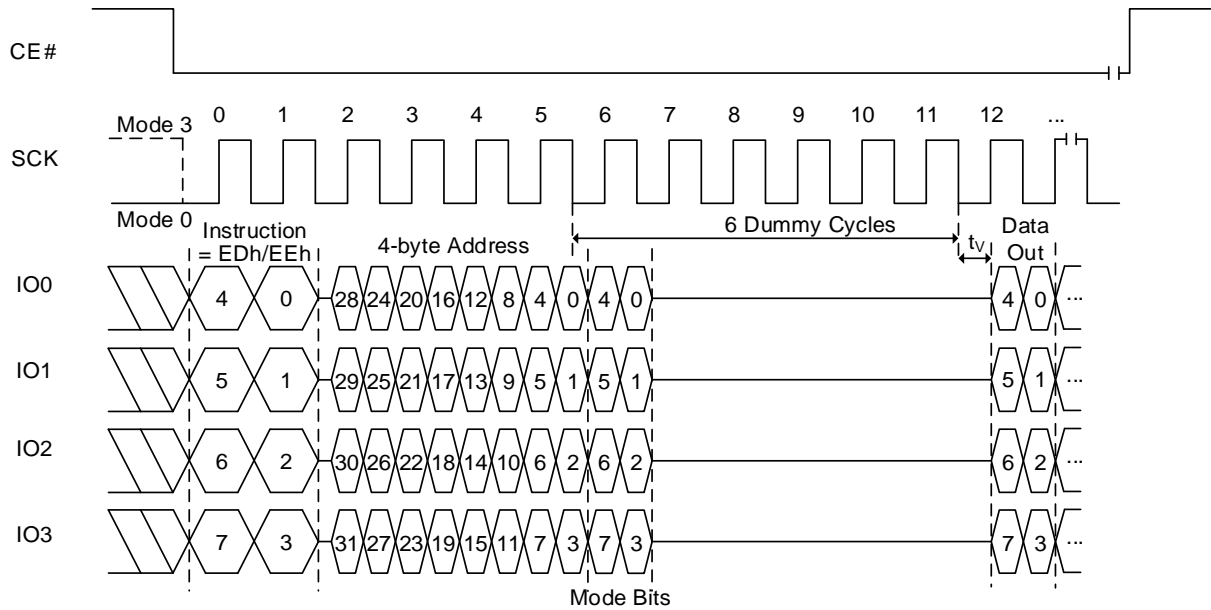 CE#
0 1 2 3 4 5 6 7 8 9 10 11 12 ...
Mode 3
SCK
Mode 0
Instruction
= EDh/EEh
4-byte Address
6 Dummy Cycles
tV
Data
Out
IO0 4 0 28 24 20 16 12 8 4 0 4 0 4 0 ...
IO1 5 1 29 25 21 17 13 9 5 1 5 1 5 1 ...
IO2 6 2 30 26 22 18 14 10 6 2 6 2 6 2 ...
IO3 7 3 31 27 23 19 15 11 7 3 7 3 7 3 ...
Mode Bits